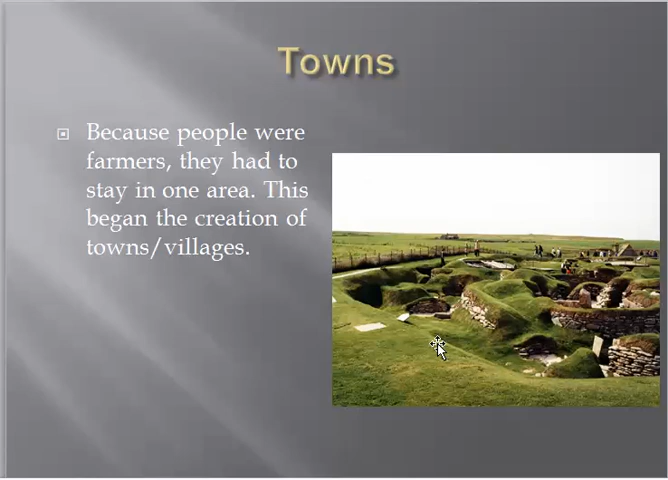 Towns
Because people were
farmers, they had to
stay in one area. This
began the creation of
towns/villages.